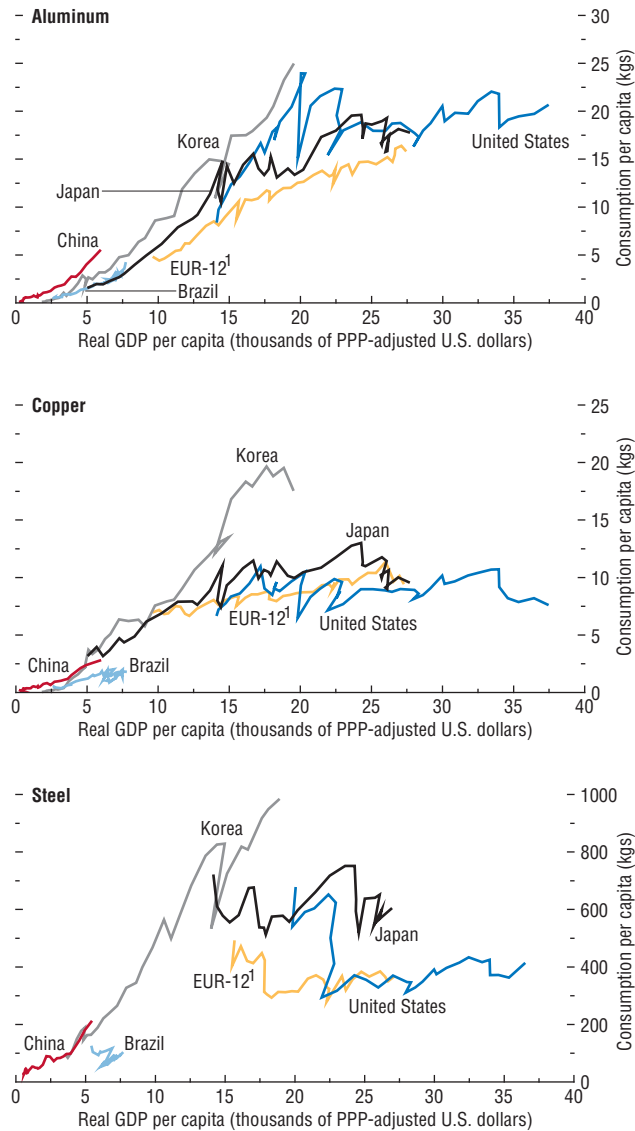 Aluminum
30
25
20
15
10
5
0
Consumption per capita (kgs)
Korea
United States
Japan
China
EUR-12¹
Brazil
0 5 10 15 20 25 30 35 40
Real GDP per capita (thousands of PPP-adjusted U.S. dollars)
Copper
25
20
15
10
5
0
Consumption per capita (kgs)
Korea
Japan
EUR-12¹
United States
China
Brazil
0 5 10 15 20 25 30 35 40
Real GDP per capita (thousands of PPP-adjusted U.S. dollars)
Steel
1000
800
600
400
200
0
Consumption per capita (kgs)
Korea
Japan
EUR-12¹
United States
China
Brazil
0 5 10 15 20 25 30 35 40
Real GDP per capita (thousands of PPP-adjusted U.S. dollars)